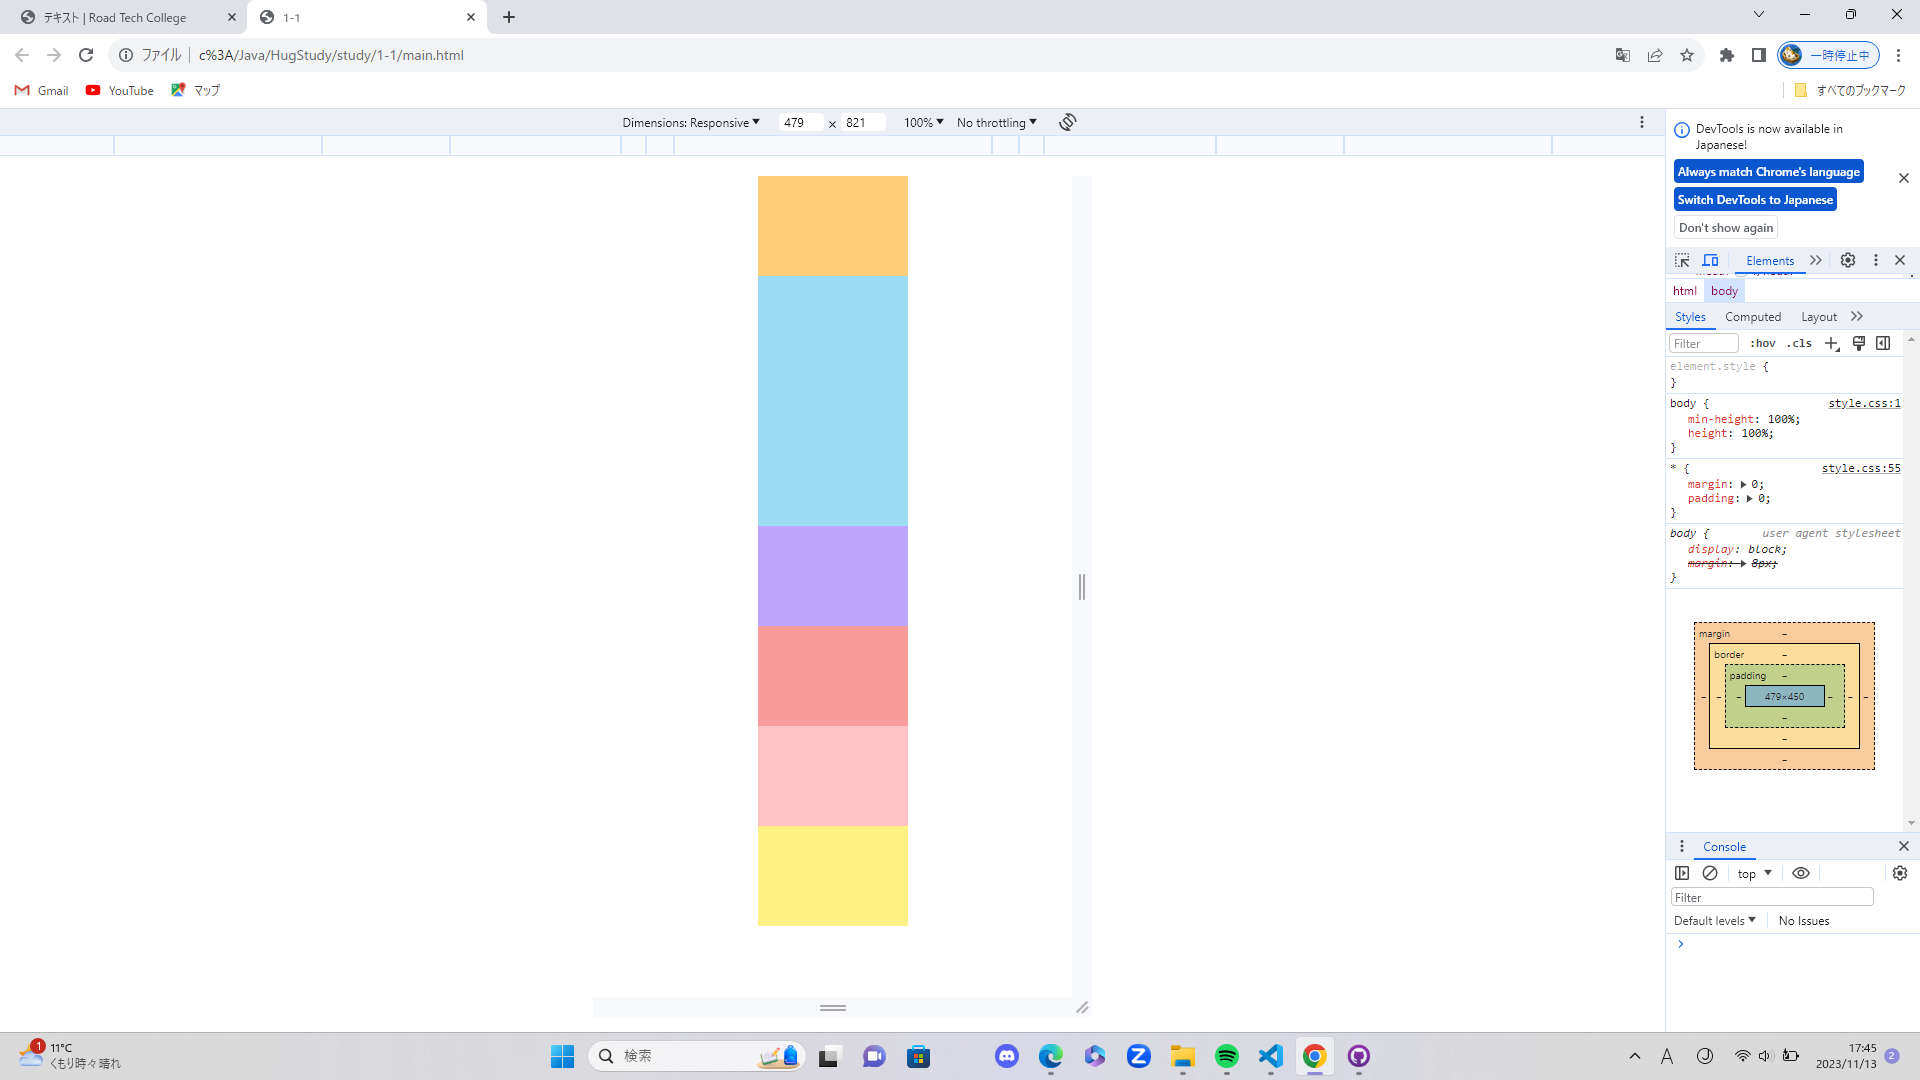 テキスト | Road Tech College
1-1
ファイル
c%3A/Java/HugStudy/study/1-1/main.html
一時停止中
Gmail
YouTube
マップ
すべてのブックマーク
Dimensions: Responsive
479 × 821
100%
No throttling
DevTools is now available in
Japanese!
Always match Chrome's language
Switch DevTools to Japanese
Don't show again
Elements
html
body
Styles
Computed
Layout
Filter
:hov
.cls
element.style {
}
body {
style.css:1
min-height: 100%;
height: 100%;
}
* {
style.css:55
margin: 0;
padding: 0;
}
body {
user agent stylesheet
display: block;
margin: 8px;
}
margin
–
border
–
padding
–
– – – 479×450 – – –
–
–
–
Console
top
Filter
Default levels
No Issues
1
11°C
くもり時々晴れ
検索
A
J
17:45
2023/11/13
2